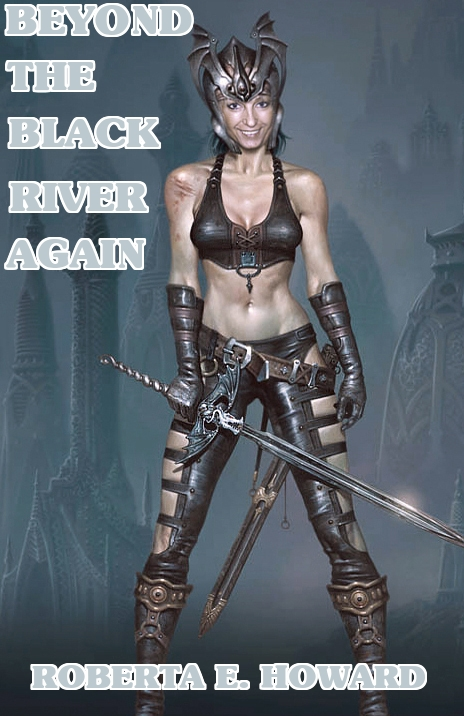 BEYOND
THE
BLACK
RIVER
AGAIN
ROBERTA E. HOWARD